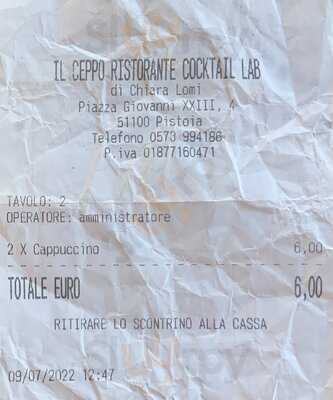 IL CEPPO RISTORANTE COCKTAIL LAB
di Chiara Lomi
Piazza Giovanni XXIII, 4
51100 Pistoia
Telefono 0573 994186
P.iva 01877160471
TAVOLO: 2
OPERATORE: amministratore
2 X Cappuccino 6,00
TOTALE EURO 6,00
RITIRARE LO SCONTRINO ALLA CASSA
09/07/2022 12:47